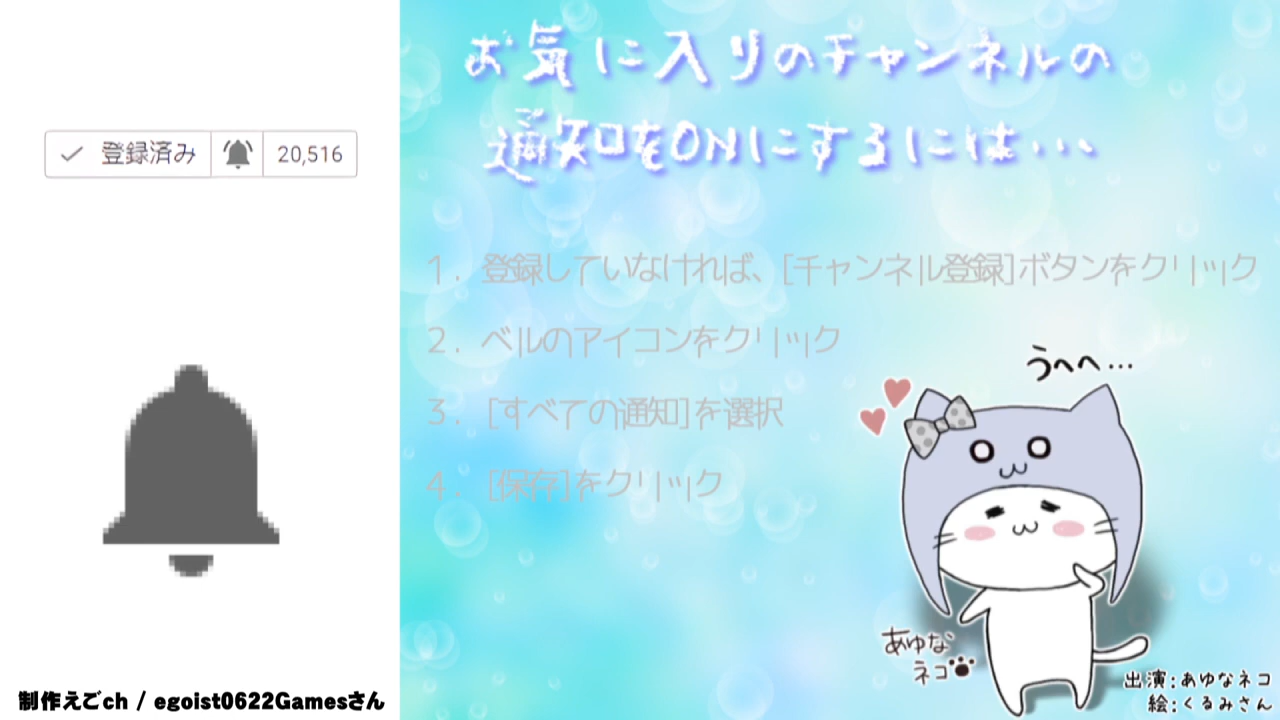 お気に入りのチャンネルの
通知をONにするには・・・
登録済み 20,516
1. 登録していなければ、[チャンネル登録]ボタンをクリック
2. ベルのアイコンをクリック
3. [すべての通知]を選択
4. [保存]をクリック
うへへ…
あゆな
ネコ
出演:あゆなネコ
絵:くるみさん
制作えごch / egoist0622Gamesさん